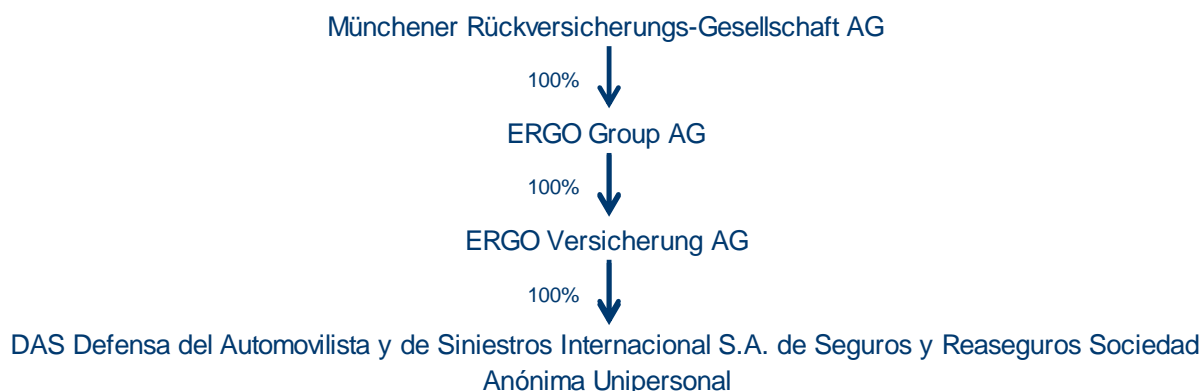 Münchener Rückversicherungs-Gesellschaft AG
100%
ERGO Group AG
100%
ERGO Versicherung AG
100%
DAS Defensa del Automovilista y de Siniestros Internacional S.A. de Seguros y Reaseguros Sociedad
Anónima Unipersonal